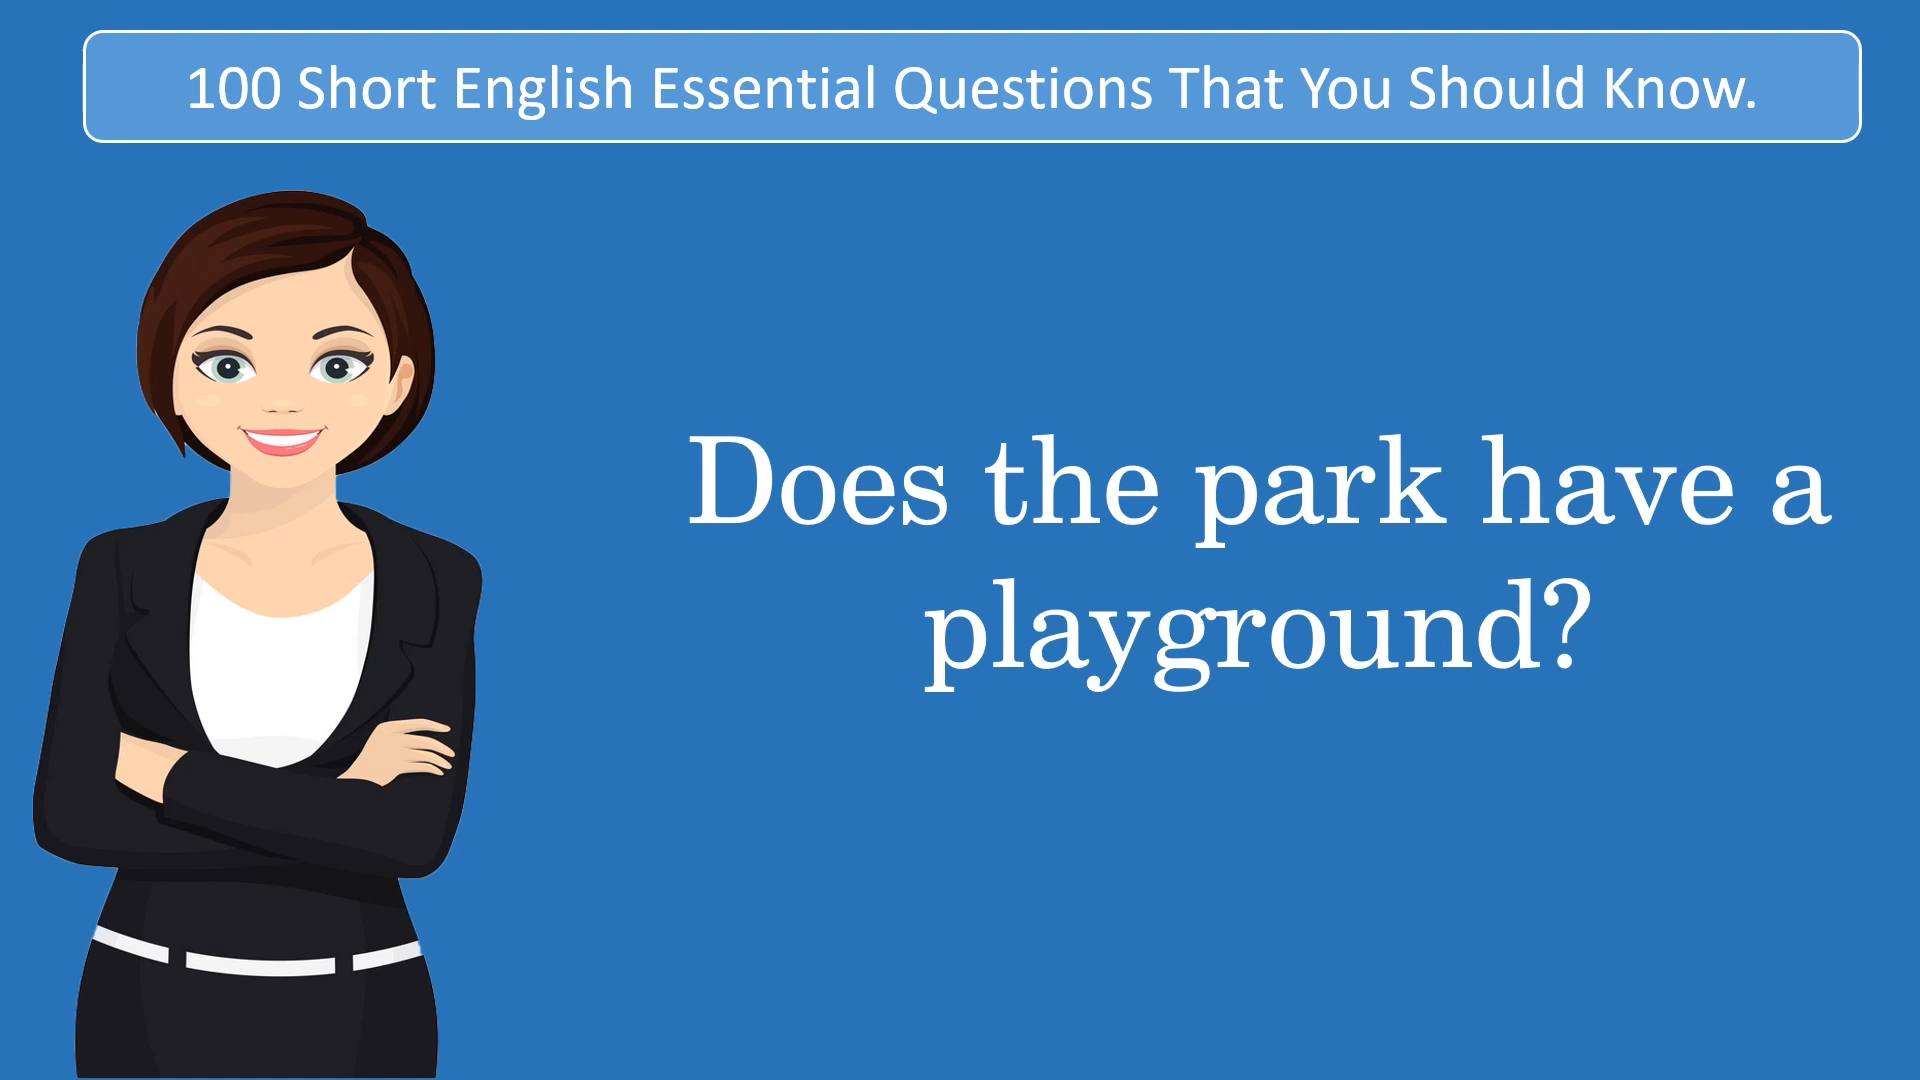 100 Short English Essential Questions That You Should Know.
Does the park have a
playground?